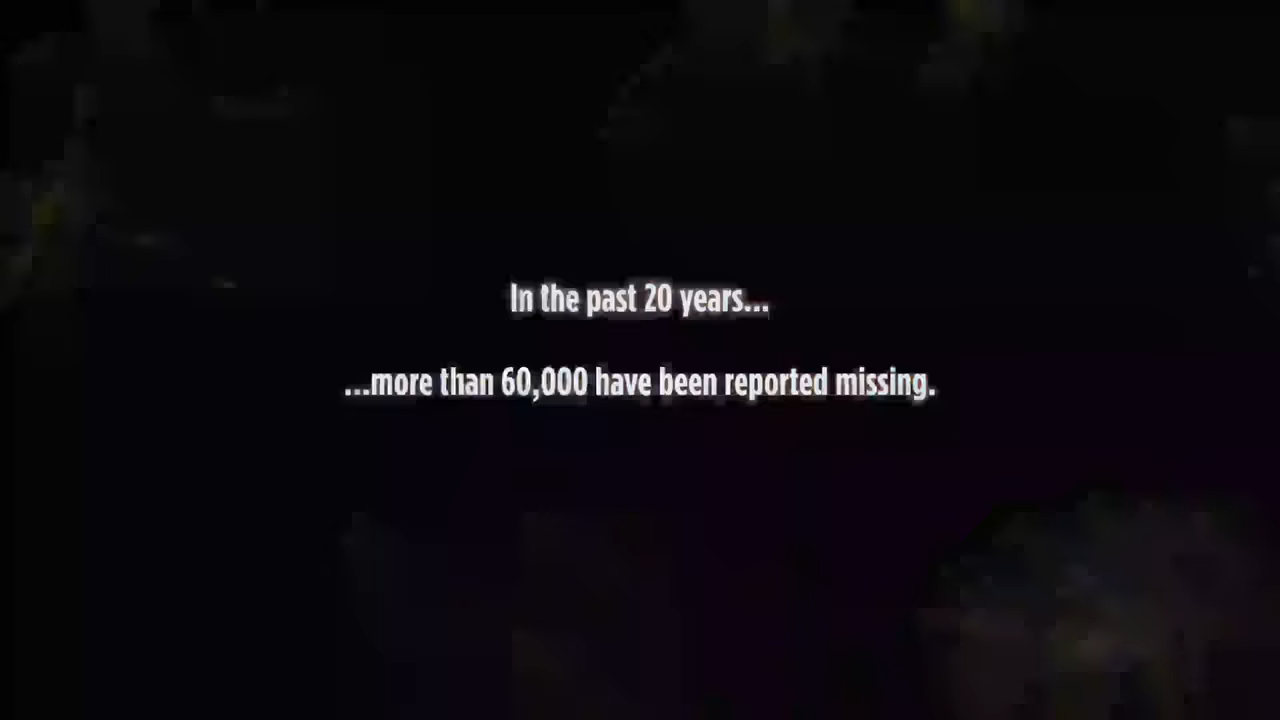 In the past 20 years...
...more than 60,000 have been reported missing.